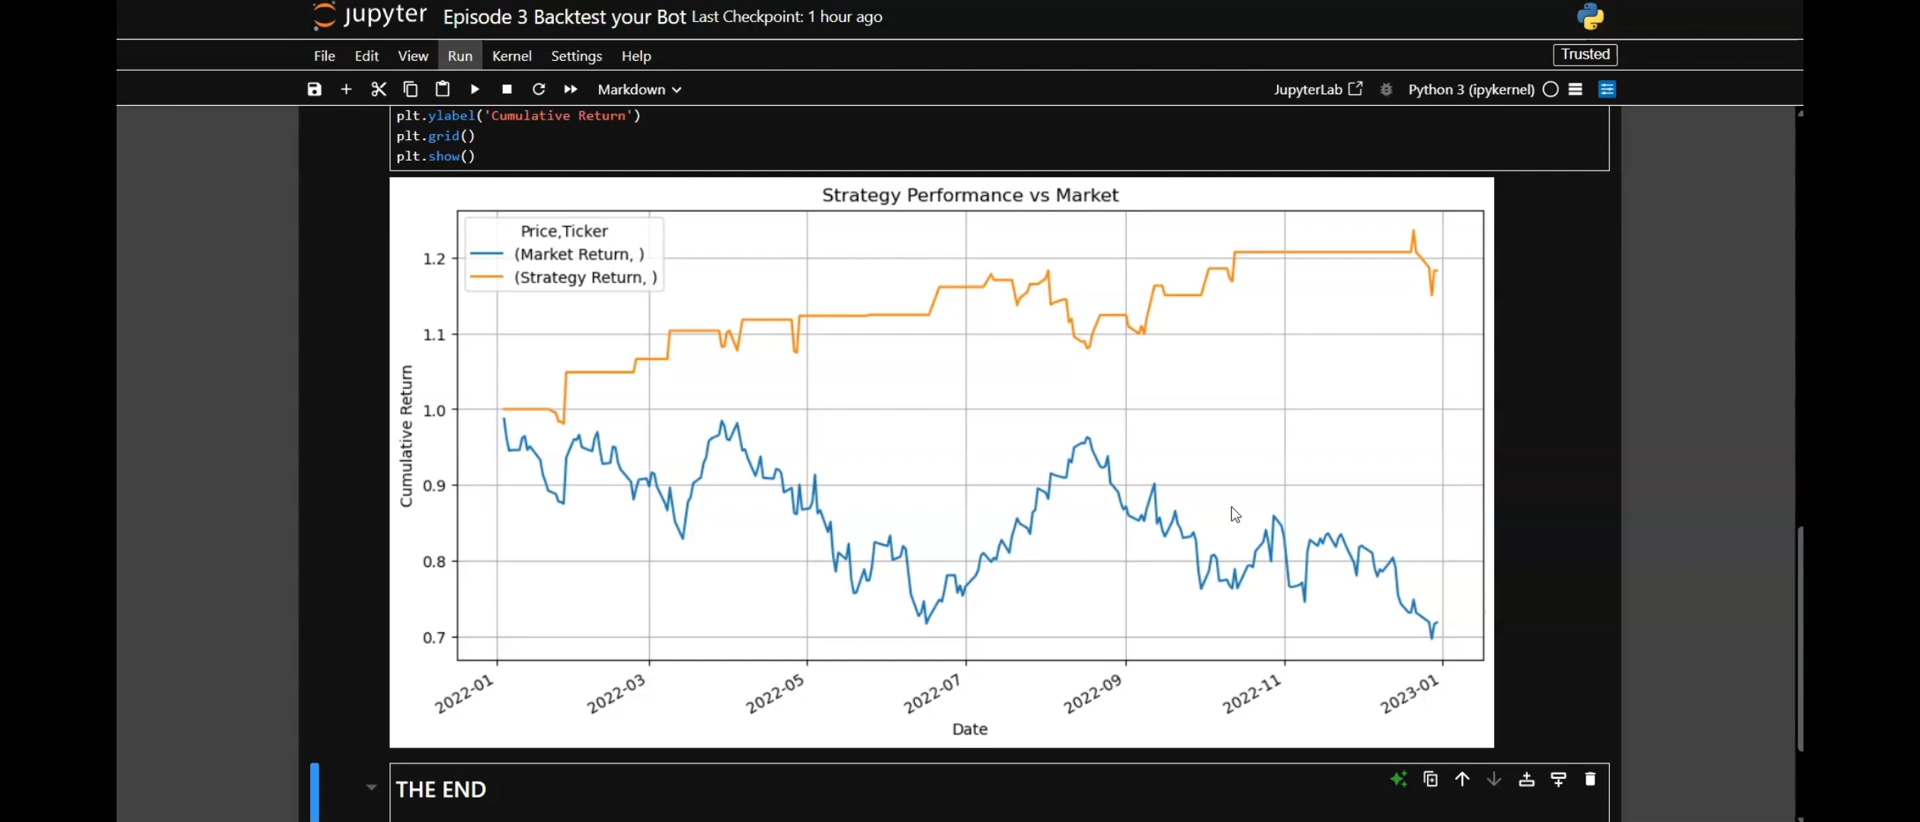 jupyter Episode 3 Backtest your Bot Last Checkpoint: 1 hour ago
File Edit View Run Kernel Settings Help Trusted
Markdown JupyterLab Python 3 (ipykernel)
plt.ylabel('Cumulative Return')
plt.grid()
plt.show()
Strategy Performance vs Market
Price,Ticker
(Market Return, )
(Strategy Return, )
1.2
1.1
1.0
0.9
0.8
0.7
Cumulative Return
2022-01 2022-03 2022-05 2022-07 2022-09 2022-11 2023-01
Date
THE END